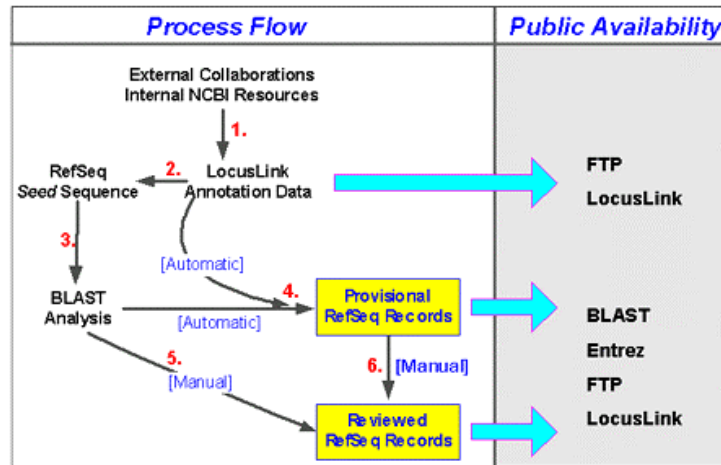 Process Flow
Public Availability
External Collaborations
Internal NCBI Resources
1.
RefSeq
Seed Sequence
2.
LocusLink
Annotation Data
FTP
LocusLink
3.
[Automatic]
BLAST
Analysis
[Automatic]
4.
Provisional
RefSeq Records
5.
[Manual]
6.
[Manual]
Reviewed
RefSeq Records
BLAST
Entrez
FTP
LocusLink